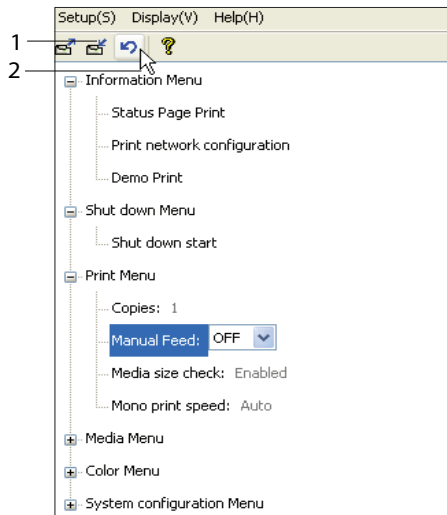 Setup(S) Display(V) Help(H)
1
2
Information Menu
Status Page Print
Print network configuration
Demo Print
Shut down Menu
Shut down start
Print Menu
Copies: 1
Manual Feed: OFF
Media size check: Enabled
Mono print speed: Auto
Media Menu
Color Menu
System configuration Menu